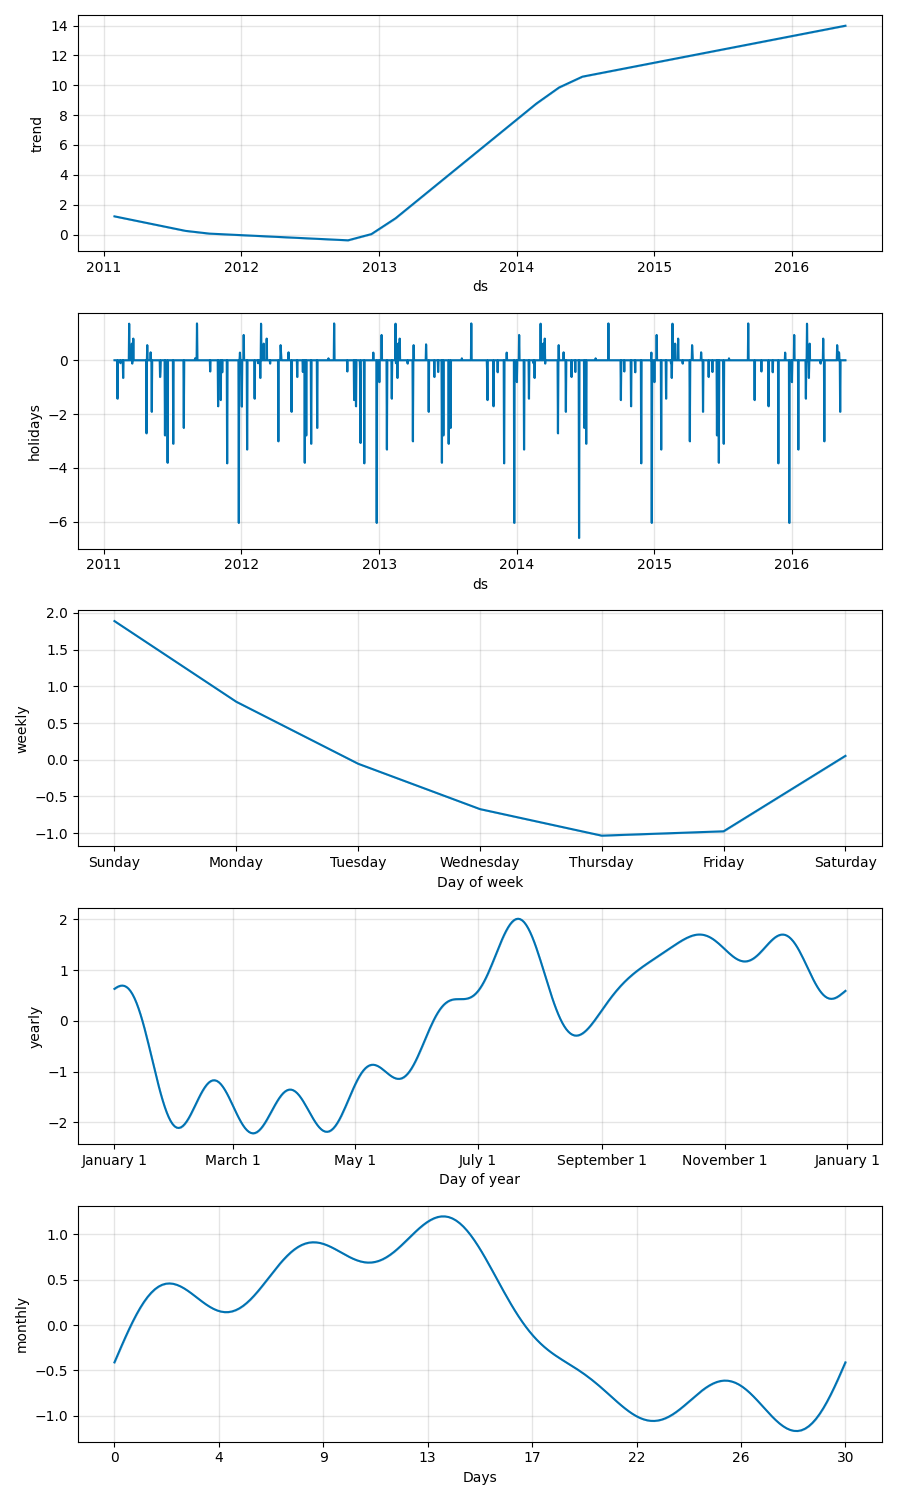 14
12
10
8
6
4
2
0
trend
2011 2012 2013 2014 2015 2016
ds
0
−2
−4
−6
holidays
2011 2012 2013 2014 2015 2016
ds
2.0
1.5
1.0
0.5
0.0
−0.5
−1.0
weekly
Sunday Monday Tuesday Wednesday Thursday Friday Saturday
Day of week
2
1
0
−1
−2
yearly
January 1 March 1 May 1 July 1 September 1 November 1 January 1
Day of year
1.0
0.5
0.0
−0.5
−1.0
monthly
0 4 9 13 17 22 26 30
Days